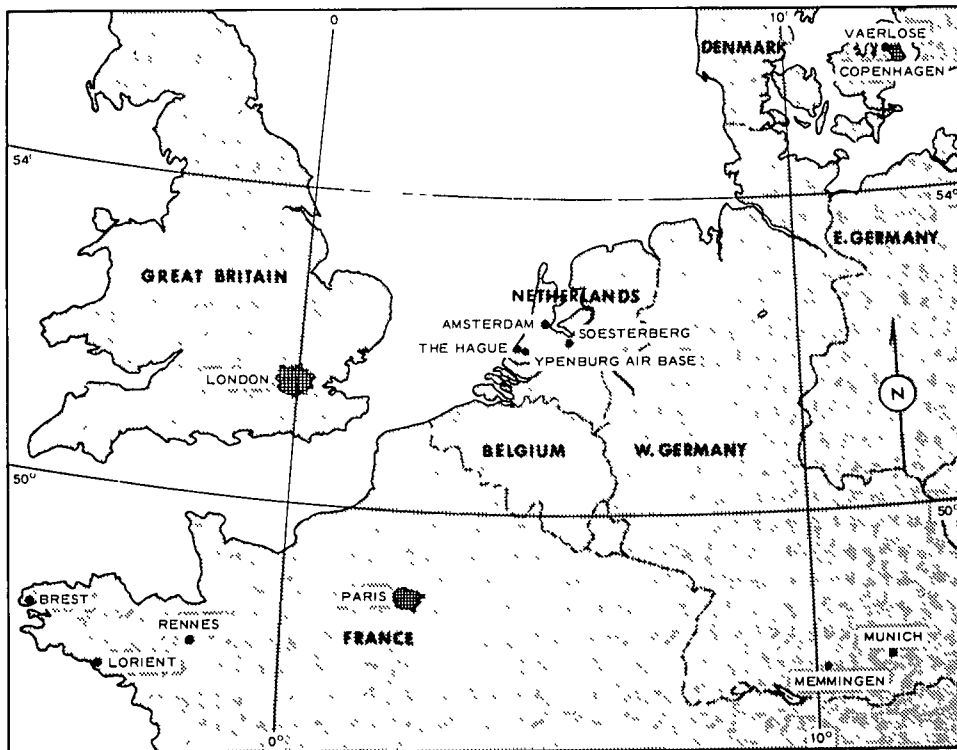 0
10'
VAERLOSE
DENMARK
COPENHAGEN
54'
54°
E. GERMANY
GREAT BRITAIN
NETHERLANDS
AMSTERDAM
SOESTERBERG
THE HAGUE
YPENBURG AIR BASE
LONDON
N
BELGIUM
W. GERMANY
50°
50°
BREST
PARIS
RENNES
FRANCE
MUNICH
LORIENT
MEMMINGEN
0°
10°